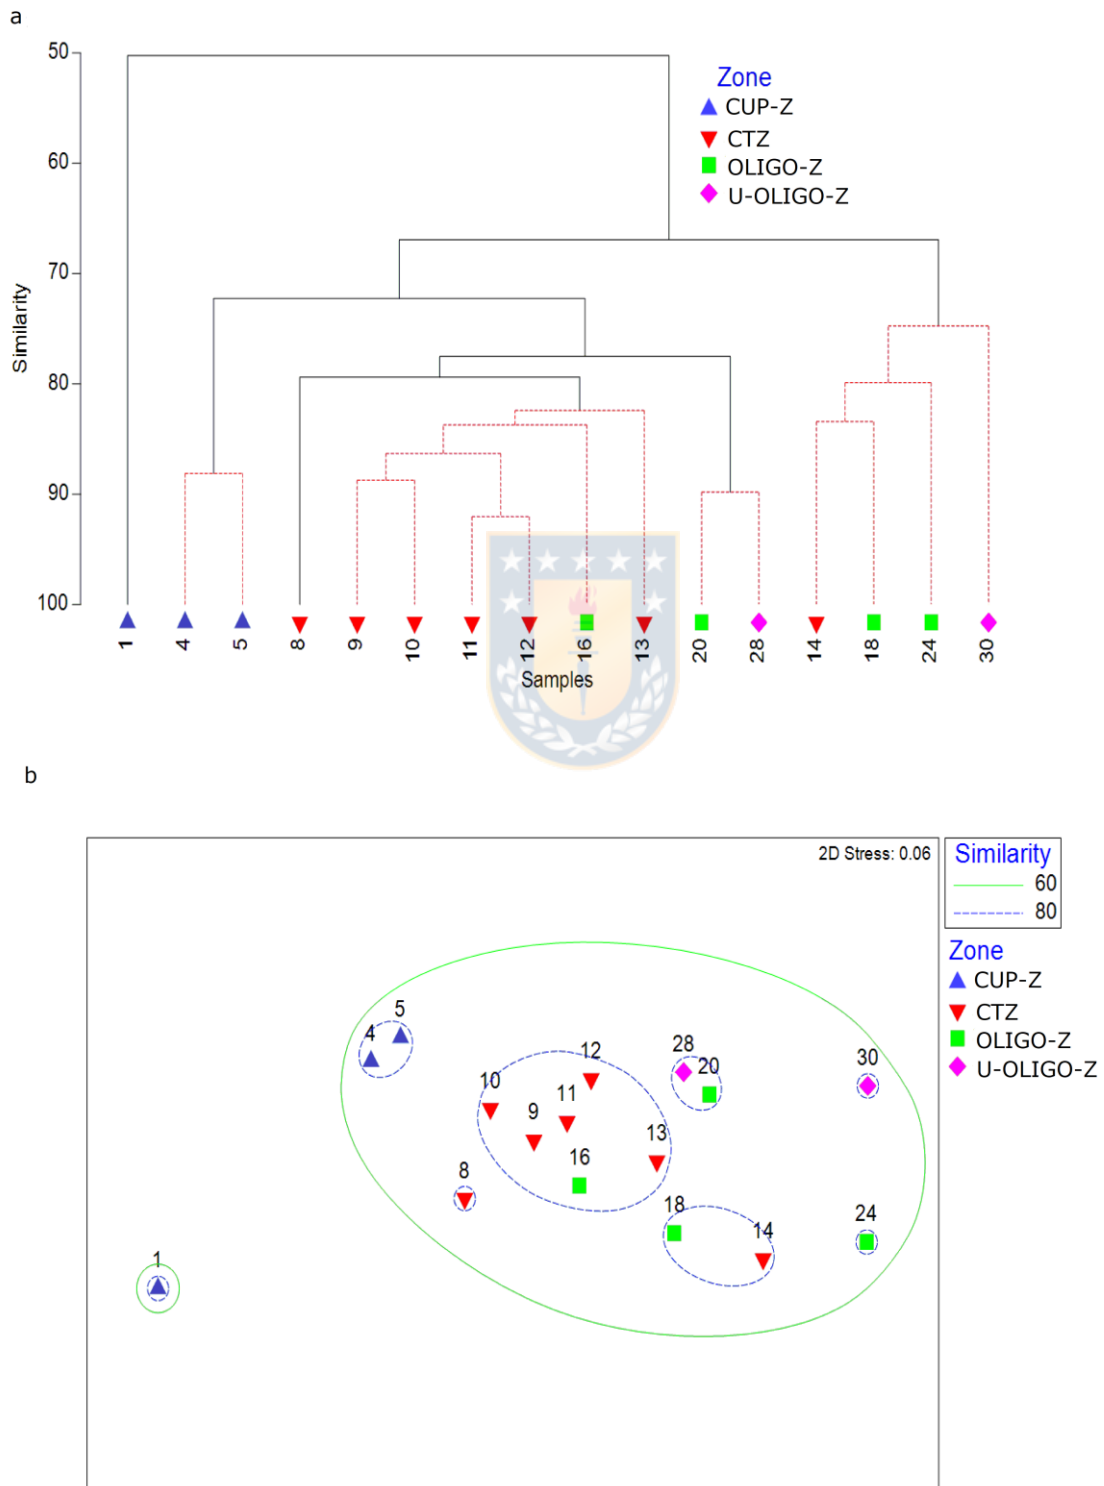 a
50
60
70
80
90
100
Similarity
Zone
CUP-Z
CTZ
OLIGO-Z
U-OLIGO-Z
1 4 5 8 9 10 11 12 16 13 20 28 14 18 24 30
Samples
b
2D Stress: 0.06
Similarity
60
80
Zone
CUP-Z
CTZ
OLIGO-Z
U-OLIGO-Z
5
4
12
28
20
30
10
11
9
13
16
8
18
14
24
1